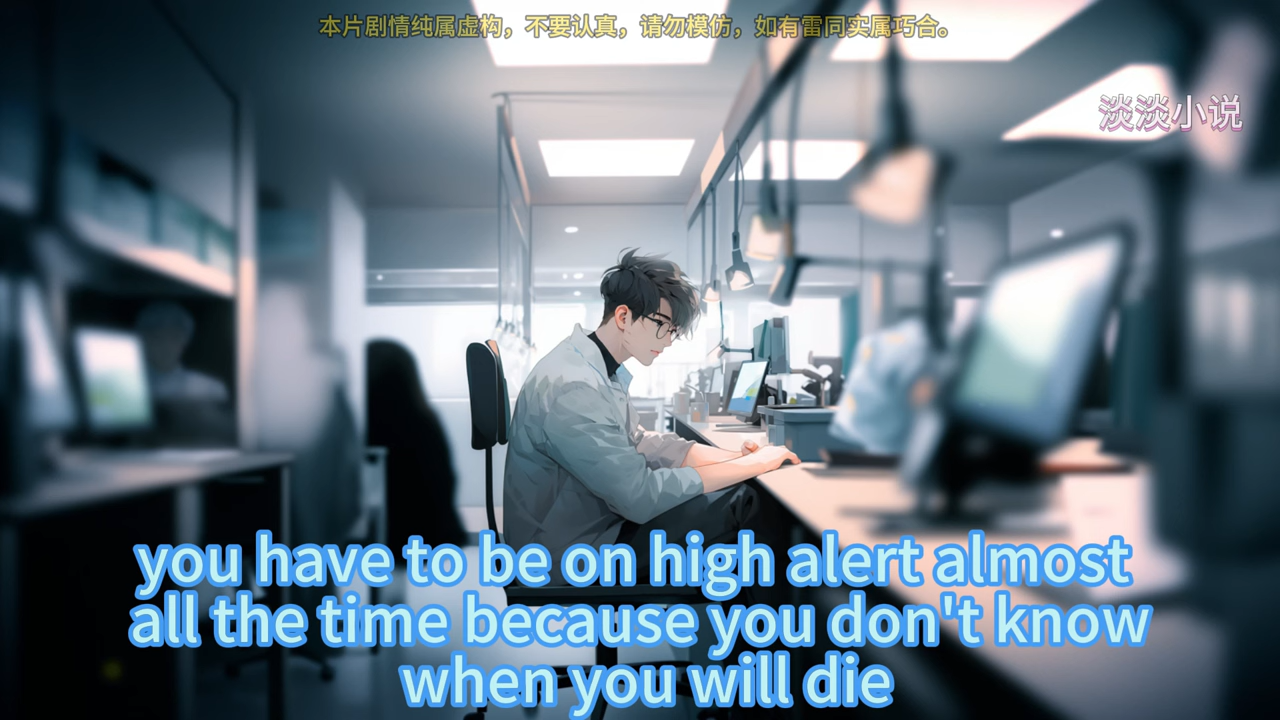 本片剧情纯属虚构，不要认真，请勿模仿，如有雷同实属巧合。
淡淡小说
you have to be on high alert almost
all the time because you don't know
when you will die